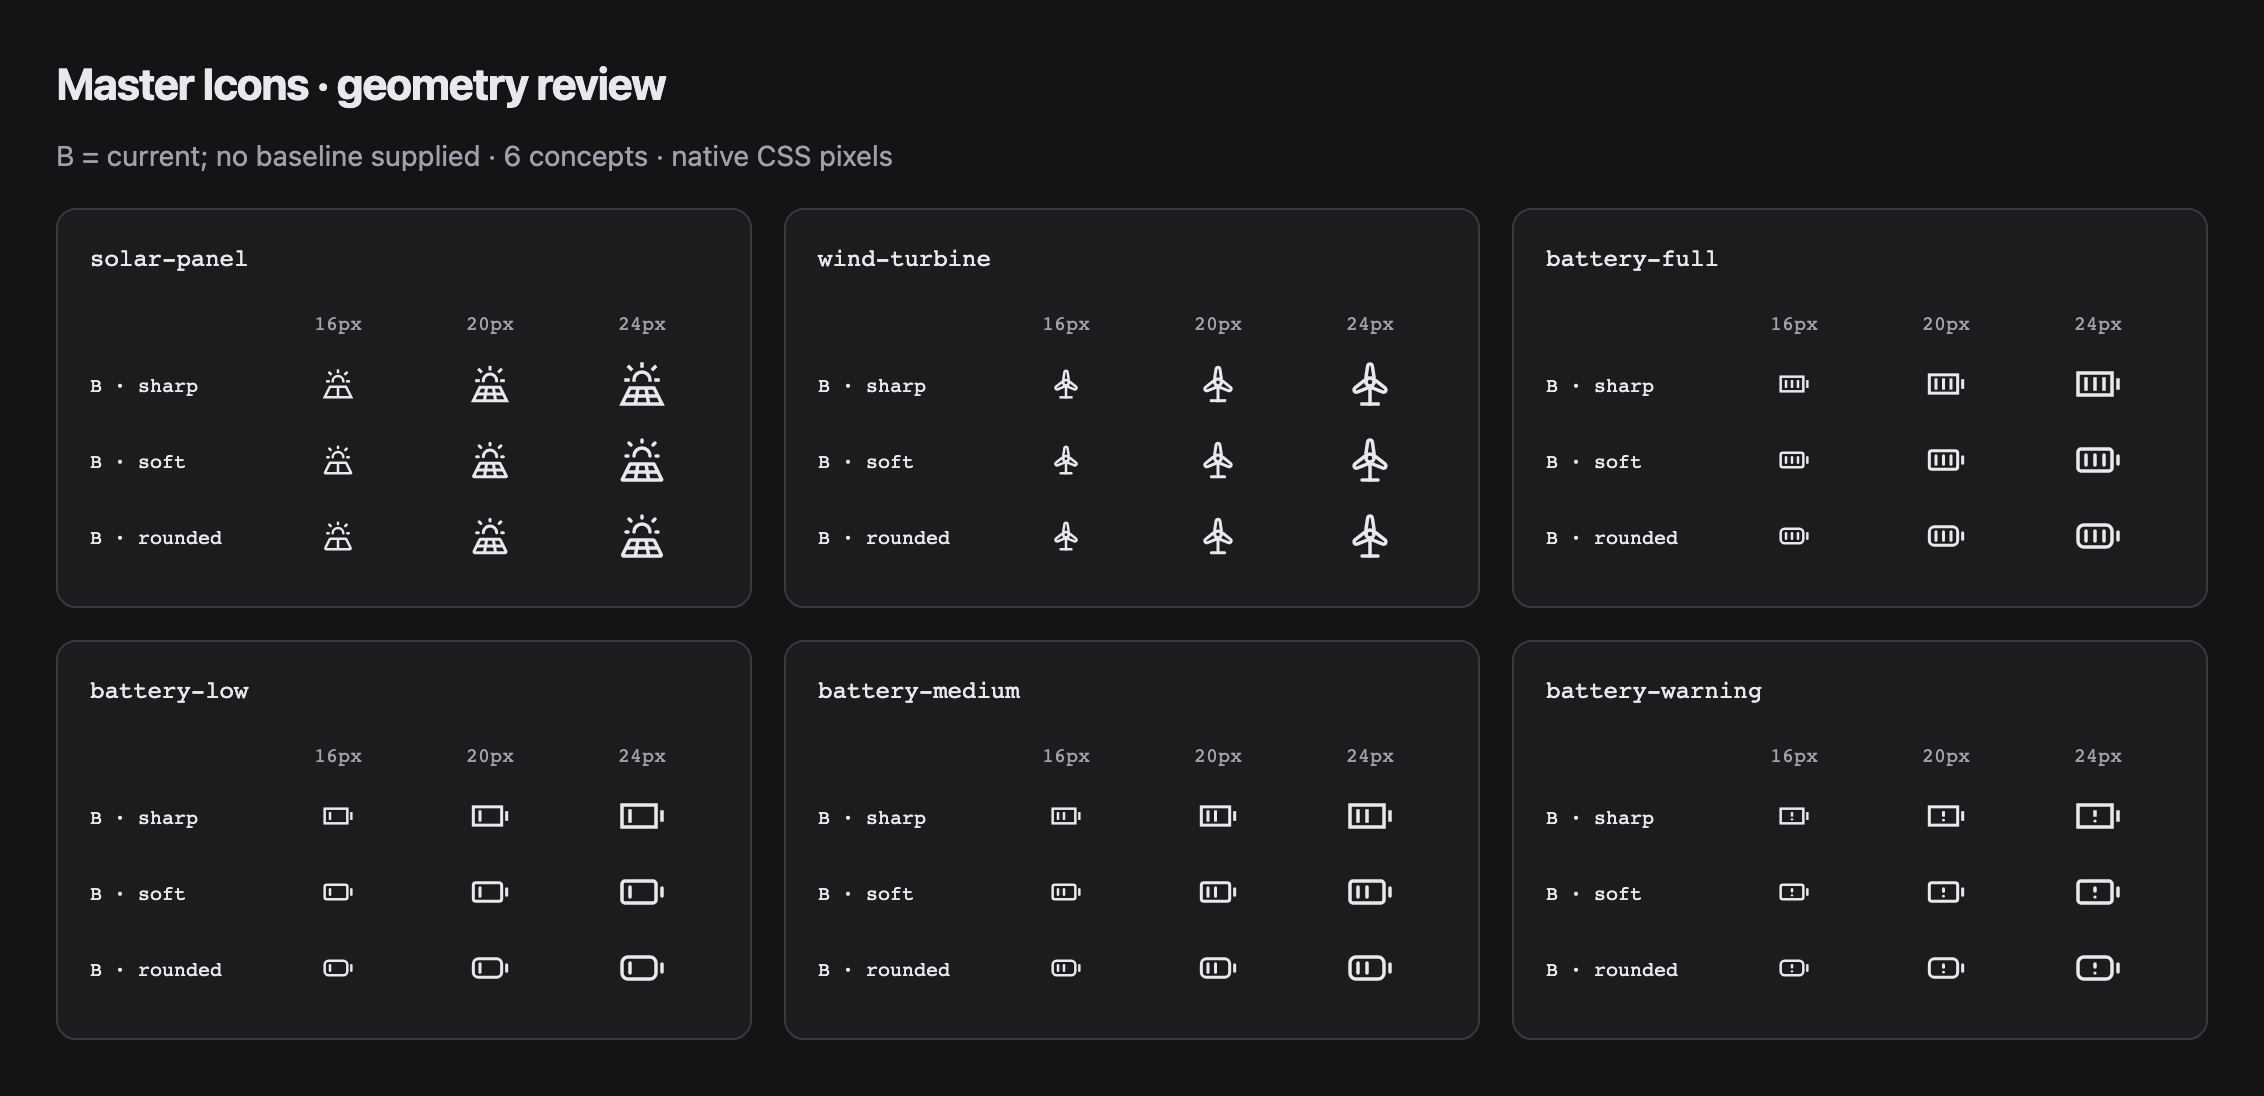 Master Icons · geometry review
B = current; no baseline supplied · 6 concepts · native CSS pixels
solar-panel
16px 20px 24px
B · sharp
B · soft
B · rounded
wind-turbine
16px 20px 24px
B · sharp
B · soft
B · rounded
battery-full
16px 20px 24px
B · sharp
B · soft
B · rounded
battery-low
16px 20px 24px
B · sharp
B · soft
B · rounded
battery-medium
16px 20px 24px
B · sharp
B · soft
B · rounded
battery-warning
16px 20px 24px
B · sharp
B · soft
B · rounded